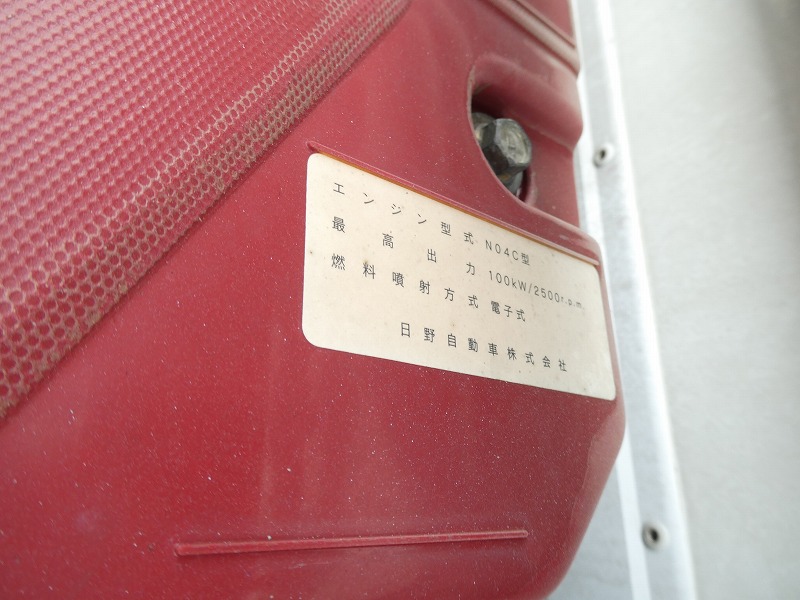 エンジン型式 N04C型
最高出力 100kW/2500r.p.m.
燃料噴射方式 電子式
日野自動車株式会社